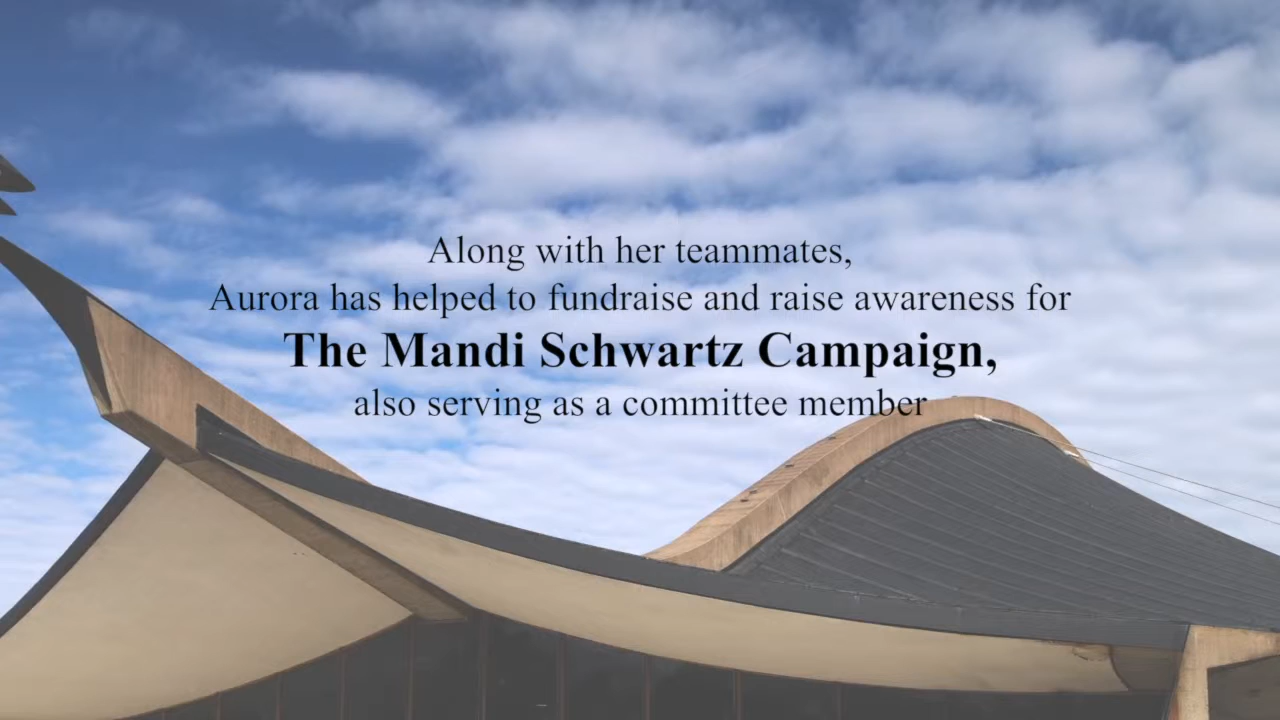 Along with her teammates,
Aurora has helped to fundraise and raise awareness for
The Mandi Schwartz Campaign,
also serving as a committee member